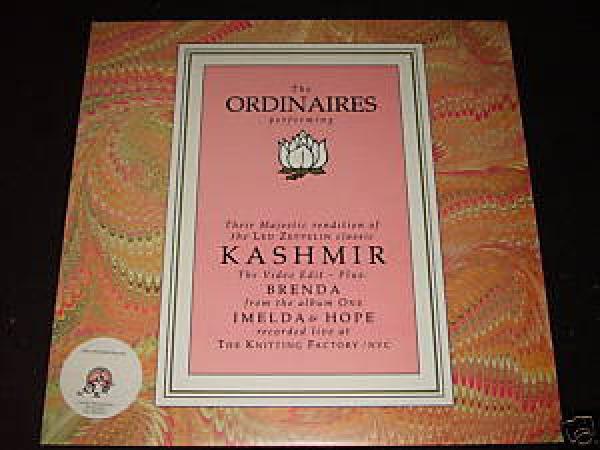 The
ORDINAIRES
performing
Their Majestic rendition of
the LED ZEPPELIN classic
KASHMIR
The Video Edit - Plus:
BRENDA
from the album ONE
IMELDA & HOPE
recorded live at
THE KNITTING FACTORY / NYC